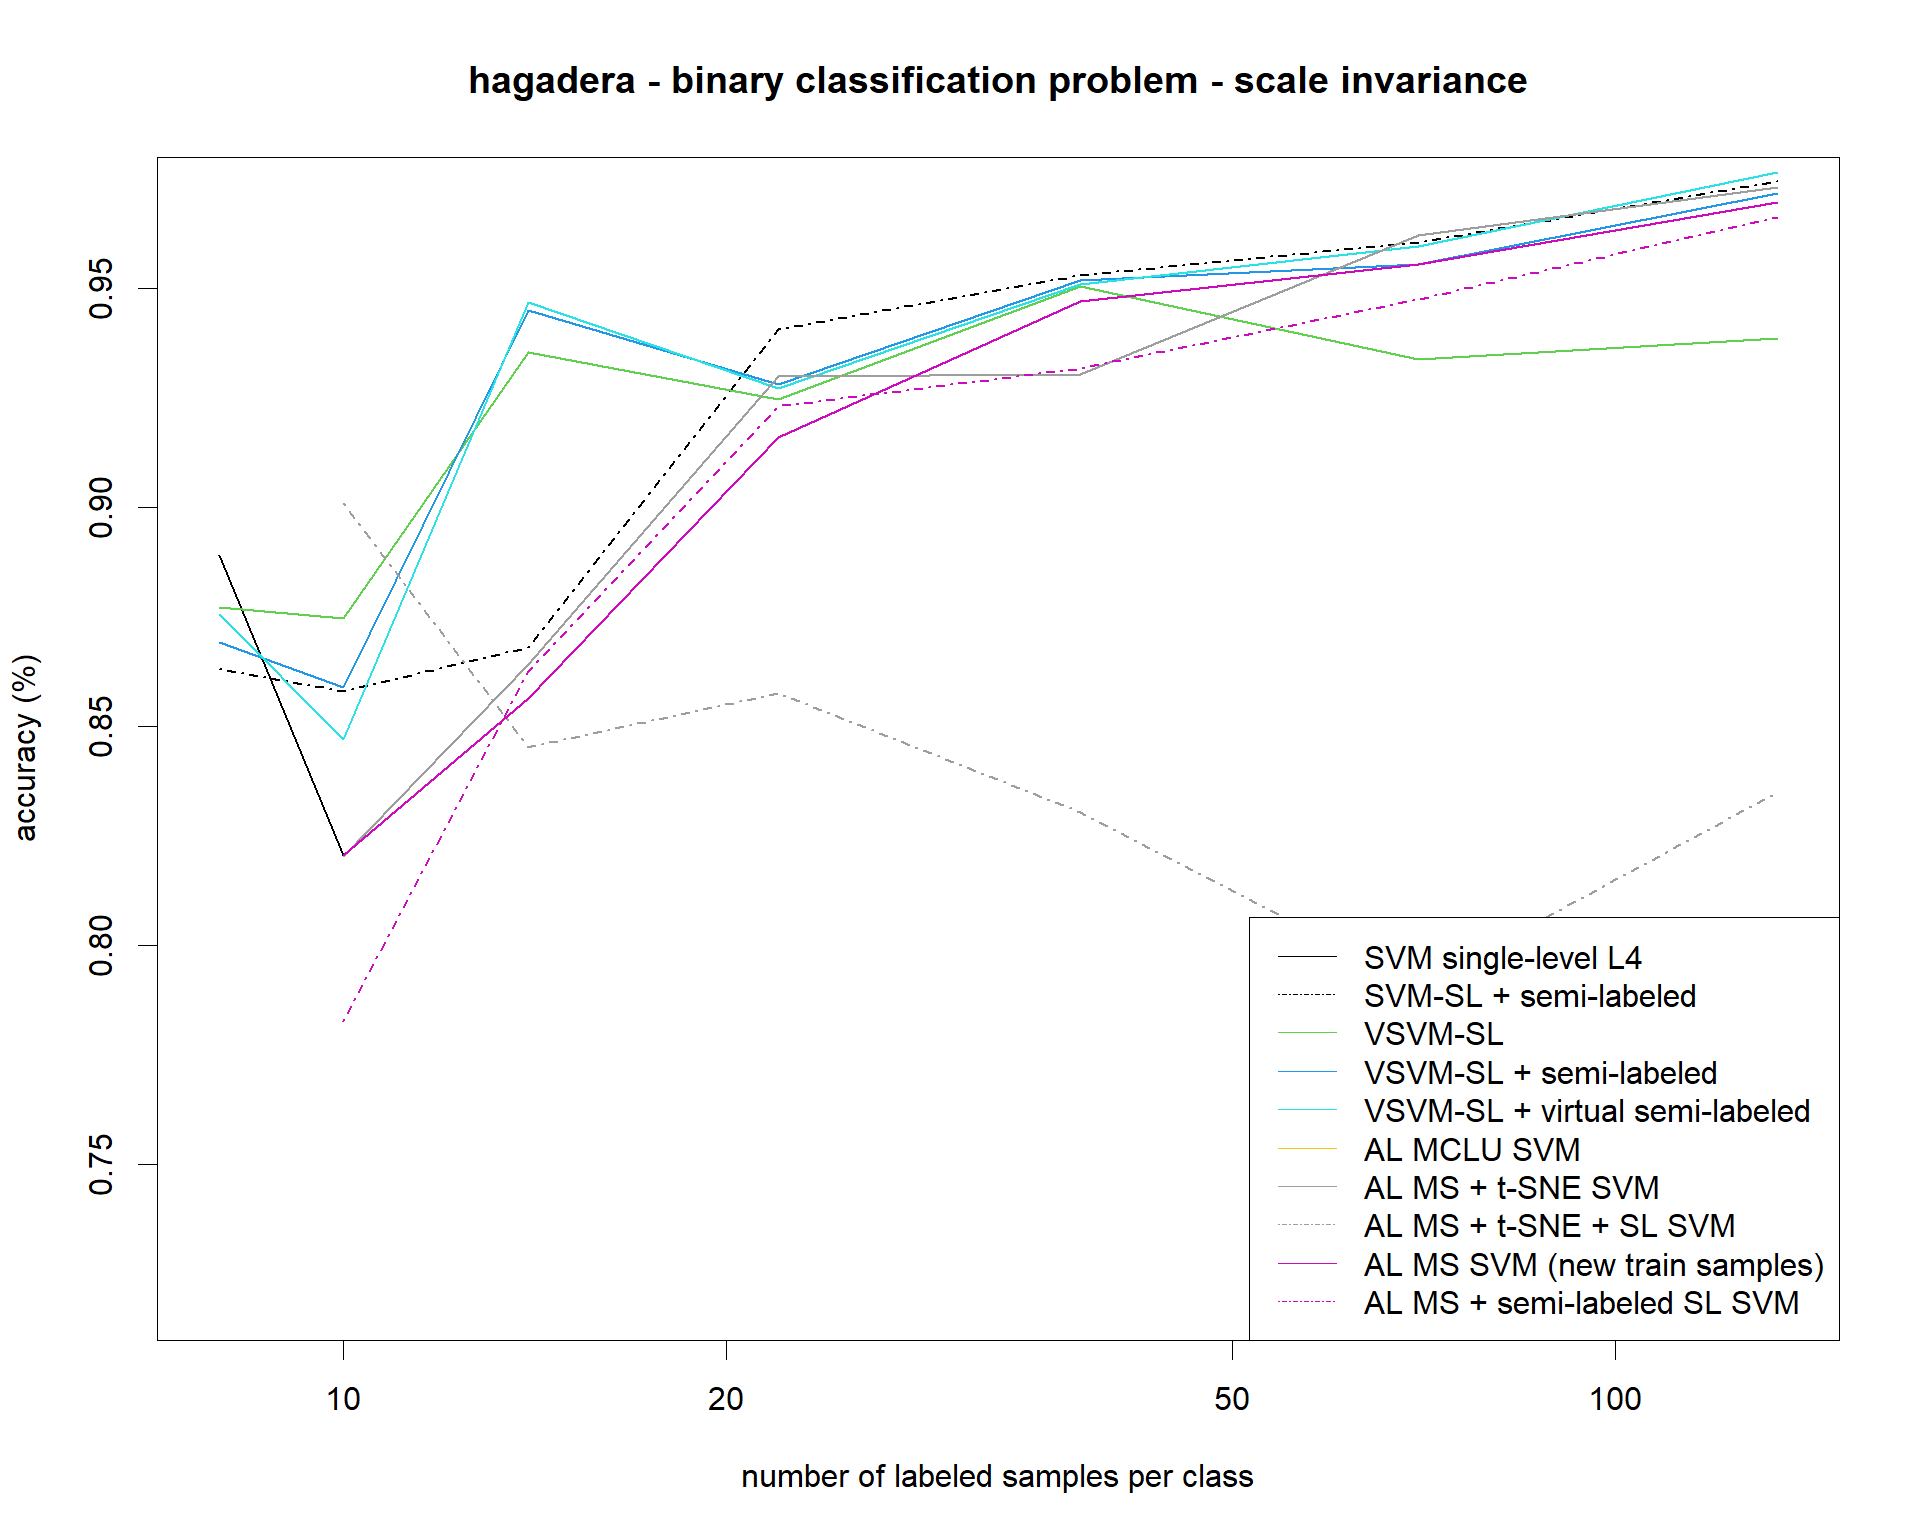 hagadera - binary classification problem - scale invariance
accuracy (%)
0.95
0.90
0.85
0.80
0.75
SVM single-level L4
SVM-SL + semi-labeled
VSVM-SL
VSVM-SL + semi-labeled
VSVM-SL + virtual semi-labeled
AL MCLU SVM
AL MS + t-SNE SVM
AL MS + t-SNE + SL SVM
AL MS SVM (new train samples)
AL MS + semi-labeled SL SVM
10 20 50 100
number of labeled samples per class